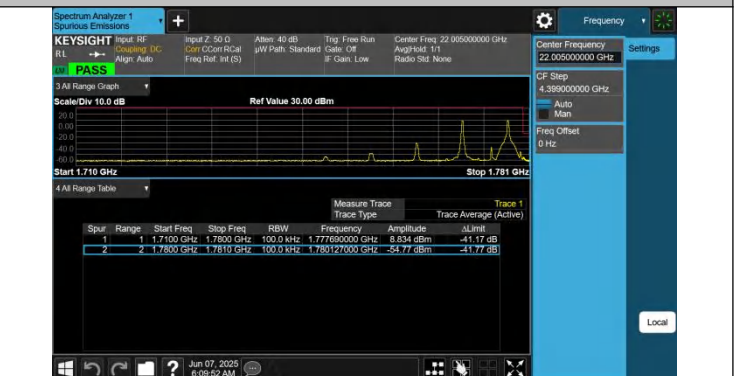 Spectrum Analyzer 1
Spurious Emissions
+
Frequency
KEYSIGHT Input: RF Input Z: 50 Ω Atten: 40 dB Trig: Free Run Center Freq: 22.005000000 GHz
RL Coupling: DC Corr CCorr RCal µW Path: Standard Gate: Off Avg|Hold: 1/1
Align: Auto Freq Ref: Int (S) IF Gain: Low Radio Std: None
PASS
Center Frequency
22.005000000 GHz
Settings
CF Step
4.399000000 GHz
Auto
Man
Freq Offset
0 Hz
3 All Range Graph
Scale/Div 10.0 dB Ref Value 30.00 dBm
20.0
0.00
-20.0
-40.0
-60.0
Start 1.710 GHz Stop 1.781 GHz
4 All Range Table
Measure Trace Trace 1
Trace Type Trace Average (Active)
Spur Range Start Freq Stop Freq RBW Frequency Amplitude ΔLimit
1 1 1.7100 GHz 1.7800 GHz 100.0 kHz 1.777690000 GHz 8.834 dBm -41.17 dB
2 2 1.7800 GHz 1.7810 GHz 100.0 kHz 1.780127000 GHz -54.77 dBm -41.77 dB
Local
? Jun 07, 2025
6:09:52 AM